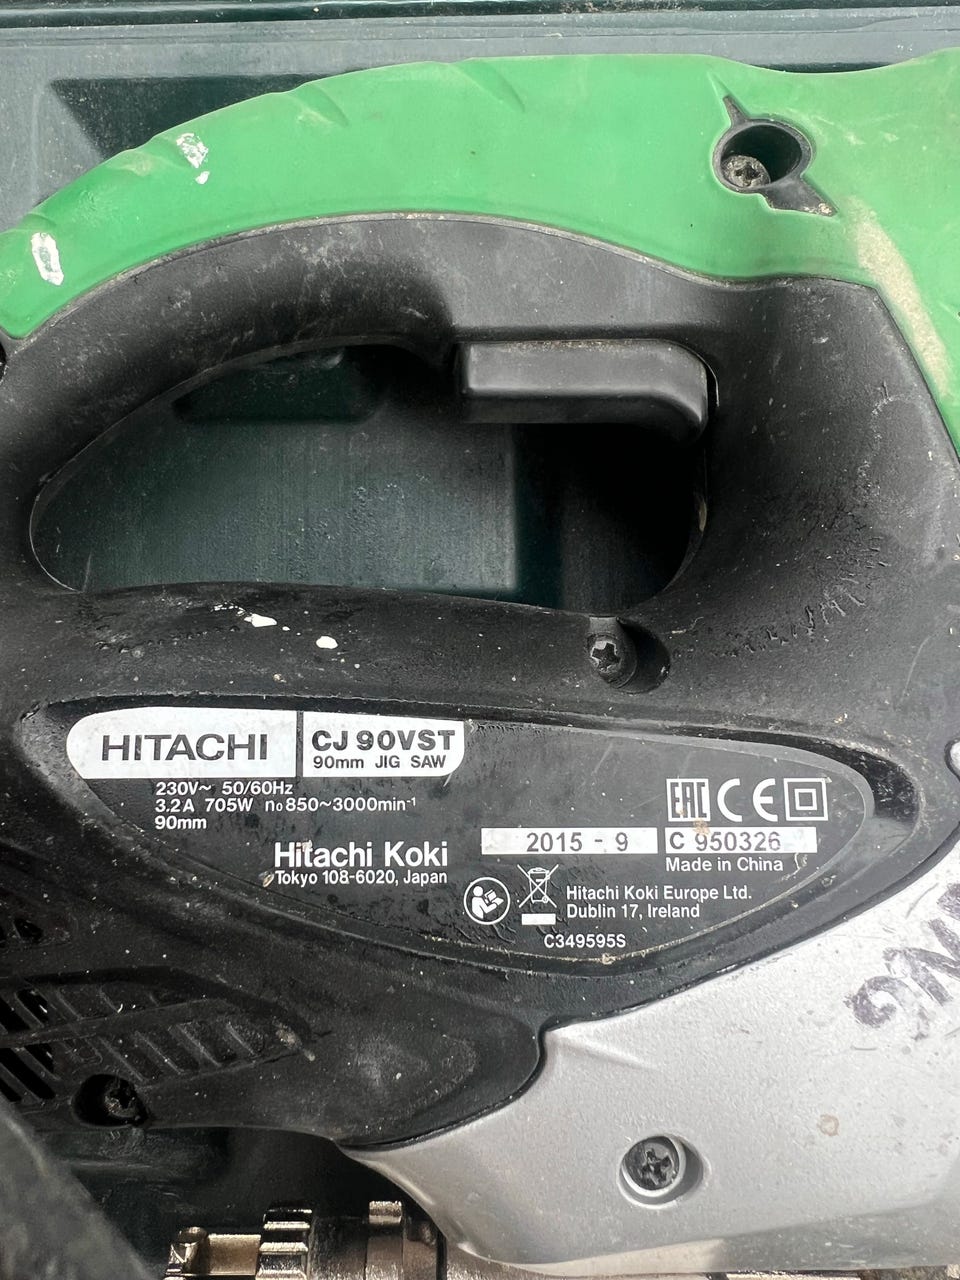 HITACHI
CJ 90VST
90mm JIG SAW
230V~ 50/60Hz
3.2A 705W n₀850~3000min⁻¹
90mm
Hitachi Koki
Tokyo 108-6020, Japan
EAC CE
2015 - 9 C 950326
Made in China
Hitachi Koki Europe Ltd.
Dublin 17, Ireland
C349595S